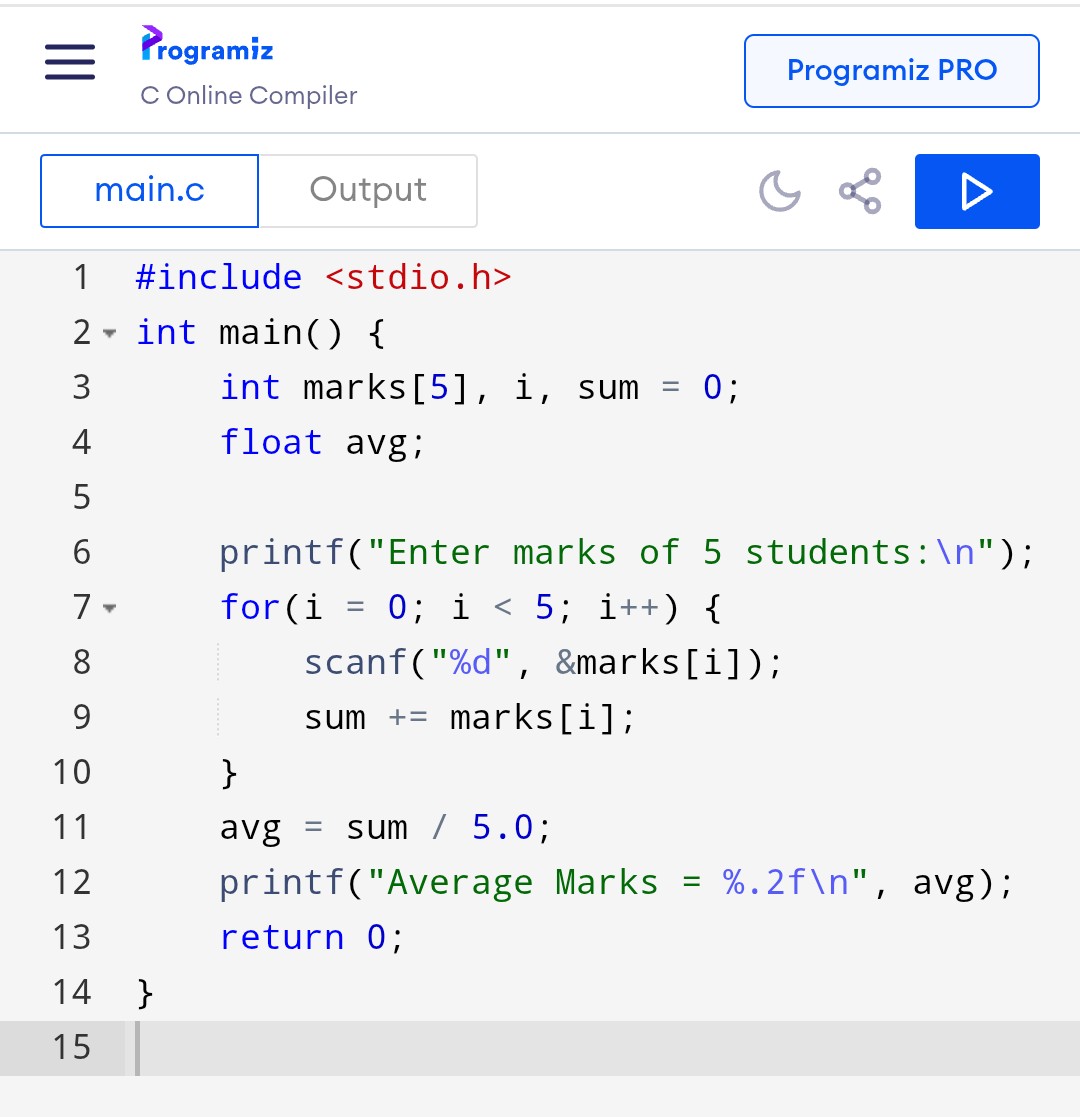 Programiz
C Online Compiler
Programiz PRO
main.c
Output
1 #include <stdio.h>
2 int main() {
3     int marks[5], i, sum = 0;
4     float avg;
5
6     printf("Enter marks of 5 students:\n");
7     for(i = 0; i < 5; i++) {
8         scanf("%d", &marks[i]);
9         sum += marks[i];
10     }
11     avg = sum / 5.0;
12     printf("Average Marks = %.2f\n", avg);
13     return 0;
14 }
15